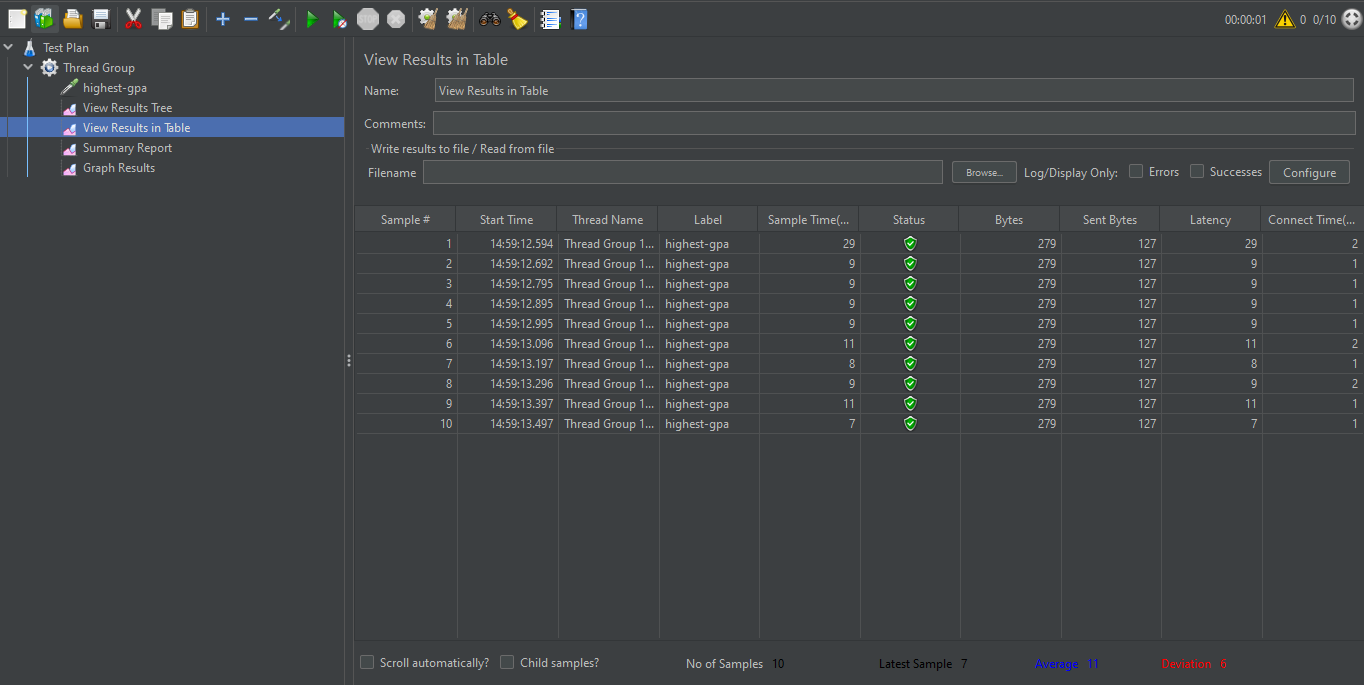 00:00:01 0 0/10
Test Plan
Thread Group
highest-gpa
View Results Tree
View Results in Table
Summary Report
Graph Results
View Results in Table
Name: View Results in Table
Comments:
Write results to file / Read from file
Filename Browse... Log/Display Only: Errors Successes Configure
Sample # Start Time Thread Name Label Sample Time(... Status Bytes Sent Bytes Latency Connect Time(...
1 14:59:12.594 Thread Group 1... highest-gpa 29 279 127 29 2
2 14:59:12.692 Thread Group 1... highest-gpa 9 279 127 9 1
3 14:59:12.795 Thread Group 1... highest-gpa 9 279 127 9 1
4 14:59:12.895 Thread Group 1... highest-gpa 9 279 127 9 1
5 14:59:12.995 Thread Group 1... highest-gpa 9 279 127 9 1
6 14:59:13.096 Thread Group 1... highest-gpa 11 279 127 11 2
7 14:59:13.197 Thread Group 1... highest-gpa 8 279 127 8 1
8 14:59:13.296 Thread Group 1... highest-gpa 9 279 127 9 2
9 14:59:13.397 Thread Group 1... highest-gpa 11 279 127 11 1
10 14:59:13.497 Thread Group 1... highest-gpa 7 279 127 7 1
Scroll automatically? Child samples? No of Samples 10 Latest Sample 7 Average 11 Deviation 6